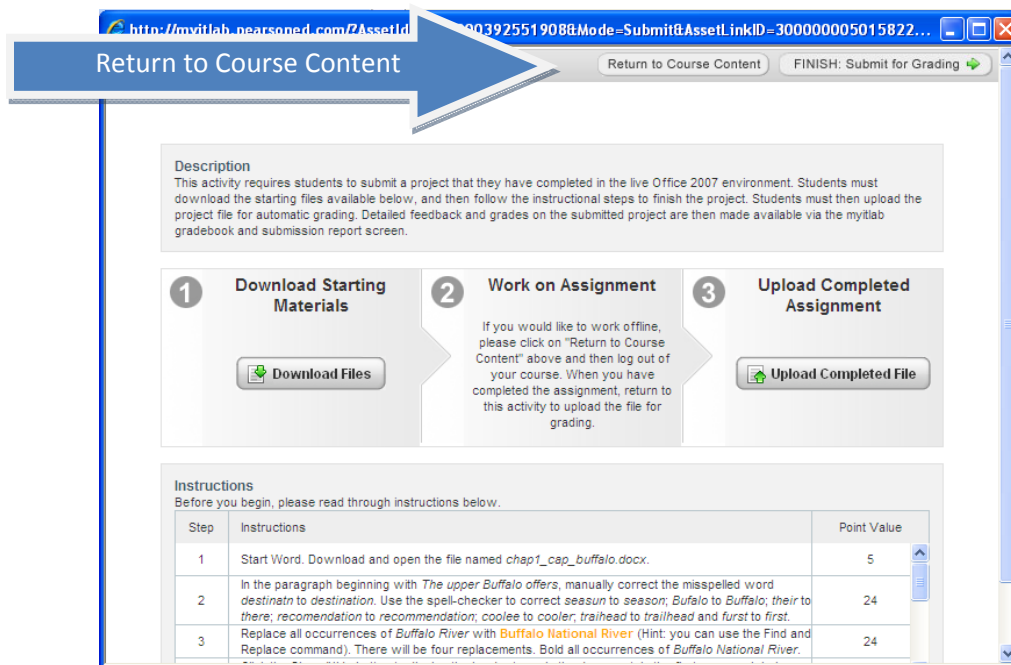 http://myitlab.pearsoned.com/?AssetId 00392551908&Mode=Submit&AssetLinkID=300000005015822...
Return to Course Content
Return to Course Content
FINISH: Submit for Grading
Description
This activity requires students to submit a project that they have completed in the live Office 2007 environment. Students must
download the starting files available below, and then follow the instructional steps to finish the project. Students must then upload the
project file for automatic grading. Detailed feedback and grades on the submitted project are then made available via the myitlab
gradebook and submission report screen.
1
Download Starting
Materials
Download Files
2
Work on Assignment
If you would like to work offline,
please click on "Return to Course
Content" above and then log out of
your course. When you have
completed the assignment, return to
this activity to upload the file for
grading.
3
Upload Completed
Assignment
Upload Completed File
Instructions
Before you begin, please read through instructions below.
Step Instructions Point Value
1 Start Word. Download and open the file named chap1_cap_buffalo.docx. 5
In the paragraph beginning with The upper Buffalo offers, manually correct the misspelled word
2 destinatn to destination. Use the spell-checker to correct seasun to season; Bufalo to Buffalo; their to 24
there; recomendation to recommendation; coolee to cooler; traihead to trailhead and furst to first.
Replace all occurrences of Buffalo River with Buffalo National River (Hint: you can use the Find and
3 Replace command). There will be four replacements. Bold all occurrences of Buffalo National River. 24